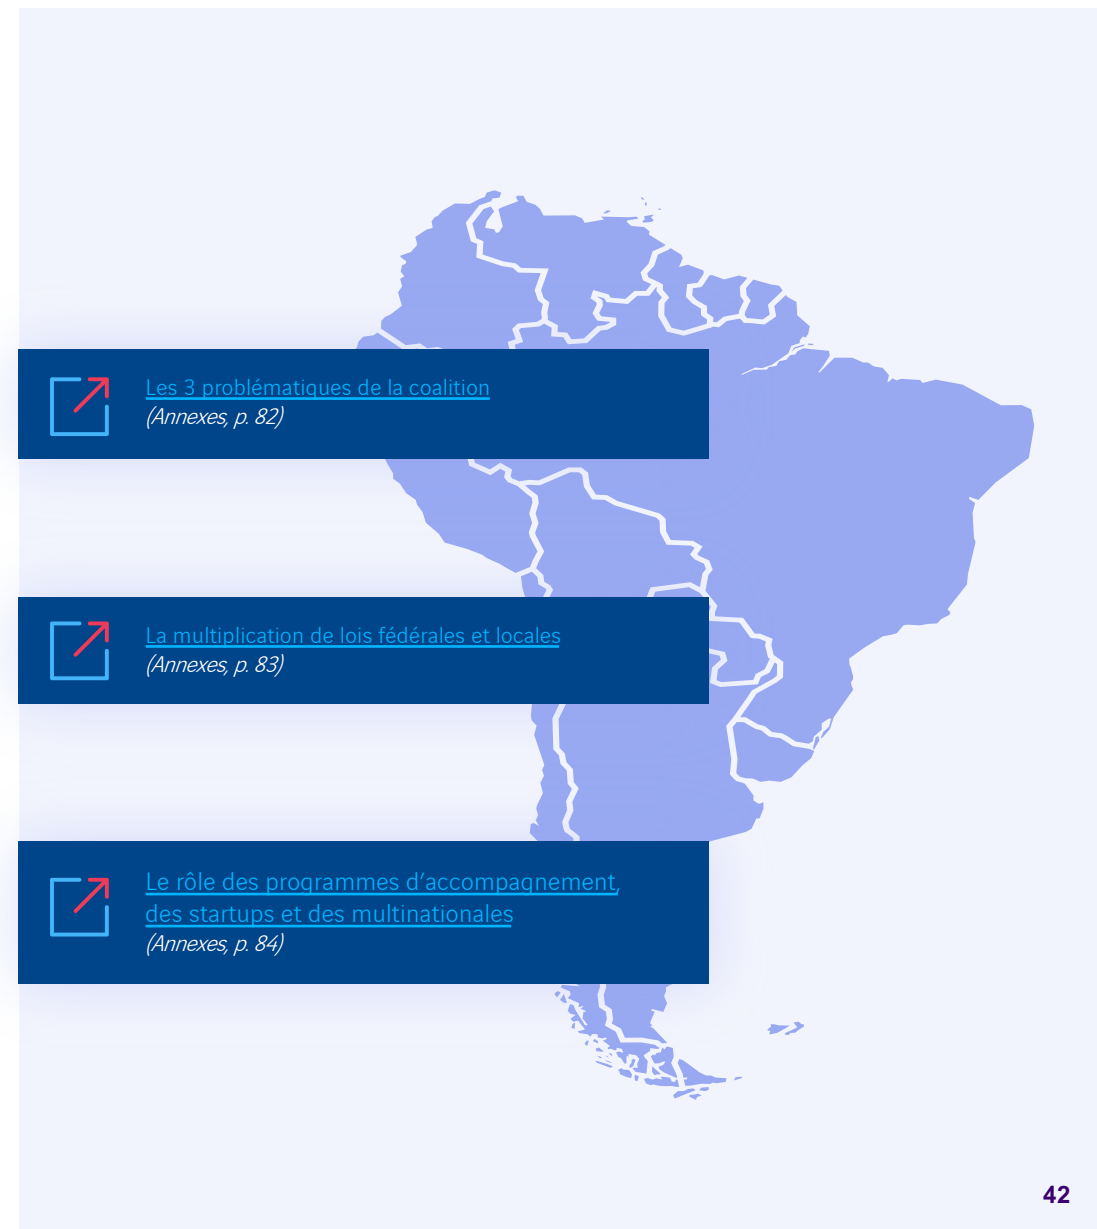 Les 3 problématiques de la coalition
(Annexes, p. 82)
La multiplication de lois fédérales et locales
(Annexes, p. 83)
Le rôle des programmes d’accompagnement,
des startups et des multinationales
(Annexes, p. 84)
42